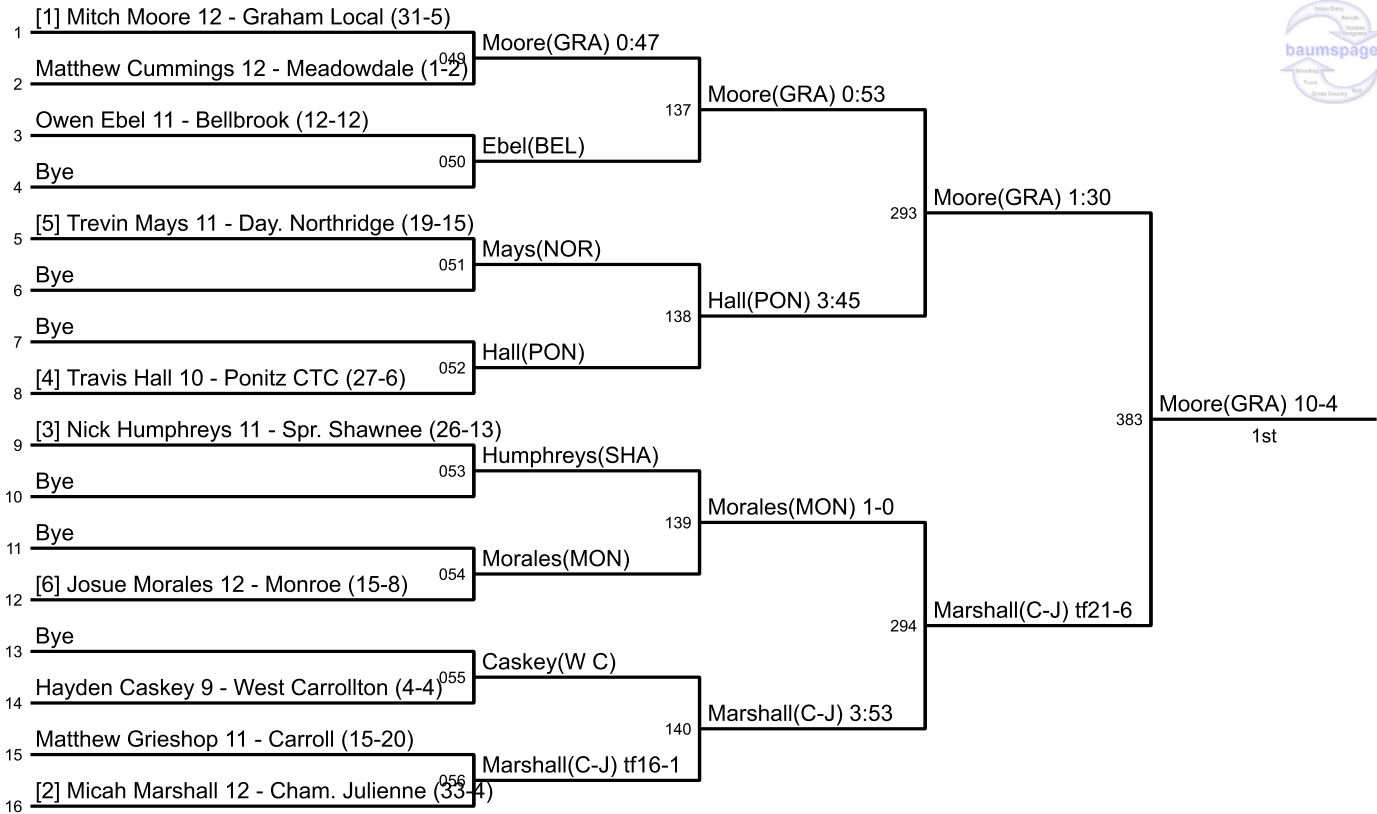 [1] Mitch Moore 12 - Graham Local (31-5)
1
049
Moore(GRA) 0:47
Matthew Cummings 12 - Meadowdale (1-2)
2
137
Moore(GRA) 0:53
Owen Ebel 11 - Bellbrook (12-12)
3
050
Ebel(BEL)
Bye
4
293
Moore(GRA) 1:30
[5] Trevin Mays 11 - Day. Northridge (19-15)
5
051
Mays(NOR)
Bye
6
138
Hall(PON) 3:45
Bye
7
052
Hall(PON)
[4] Travis Hall 10 - Ponitz CTC (27-6)
8
383
Moore(GRA) 10-4
1st
[3] Nick Humphreys 11 - Spr. Shawnee (26-13)
9
053
Humphreys(SHA)
Bye
10
139
Morales(MON) 1-0
Bye
11
054
Morales(MON)
[6] Josue Morales 12 - Monroe (15-8)
12
294
Marshall(C-J) tf21-6
Bye
13
055
Caskey(W C)
Hayden Caskey 9 - West Carrollton (4-4)
14
140
Marshall(C-J) 3:53
Matthew Grieshop 11 - Carroll (15-20)
15
056
Marshall(C-J) tf16-1
[2] Micah Marshall 12 - Cham. Julienne (33-4)
16
Online Entry
Results
baumspage
Wrestling
Track
Cross Country